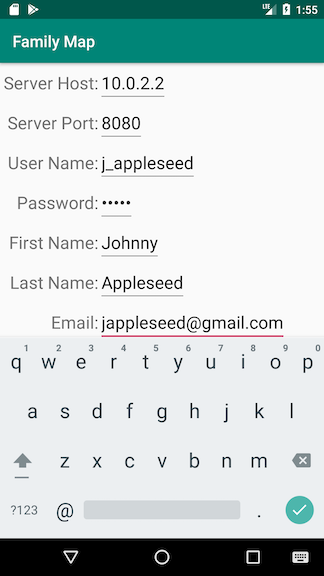 LTE 1:55
Family Map
Server Host: 10.0.2.2
Server Port: 8080
User Name: j_appleseed
Password: •••••
First Name: Johnny
Last Name: Appleseed
Email: jappleseed@gmail.com
1 2 3 4 5 6 7 8 9 0
q w e r t y u i o p
a s d f g h j k l
z x c v b n m
?123 @ .